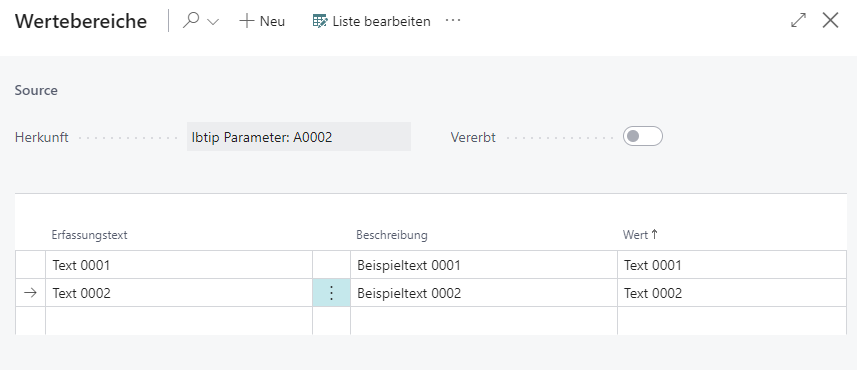 Wertebereiche Neu Liste bearbeiten ...
Source
Herkunft Ibtip Parameter: A0002 Vererbt
Erfassungstext Beschreibung Wert ↑
Text 0001 Beispieltext 0001 Text 0001
→ Text 0002 Beispieltext 0002 Text 0002